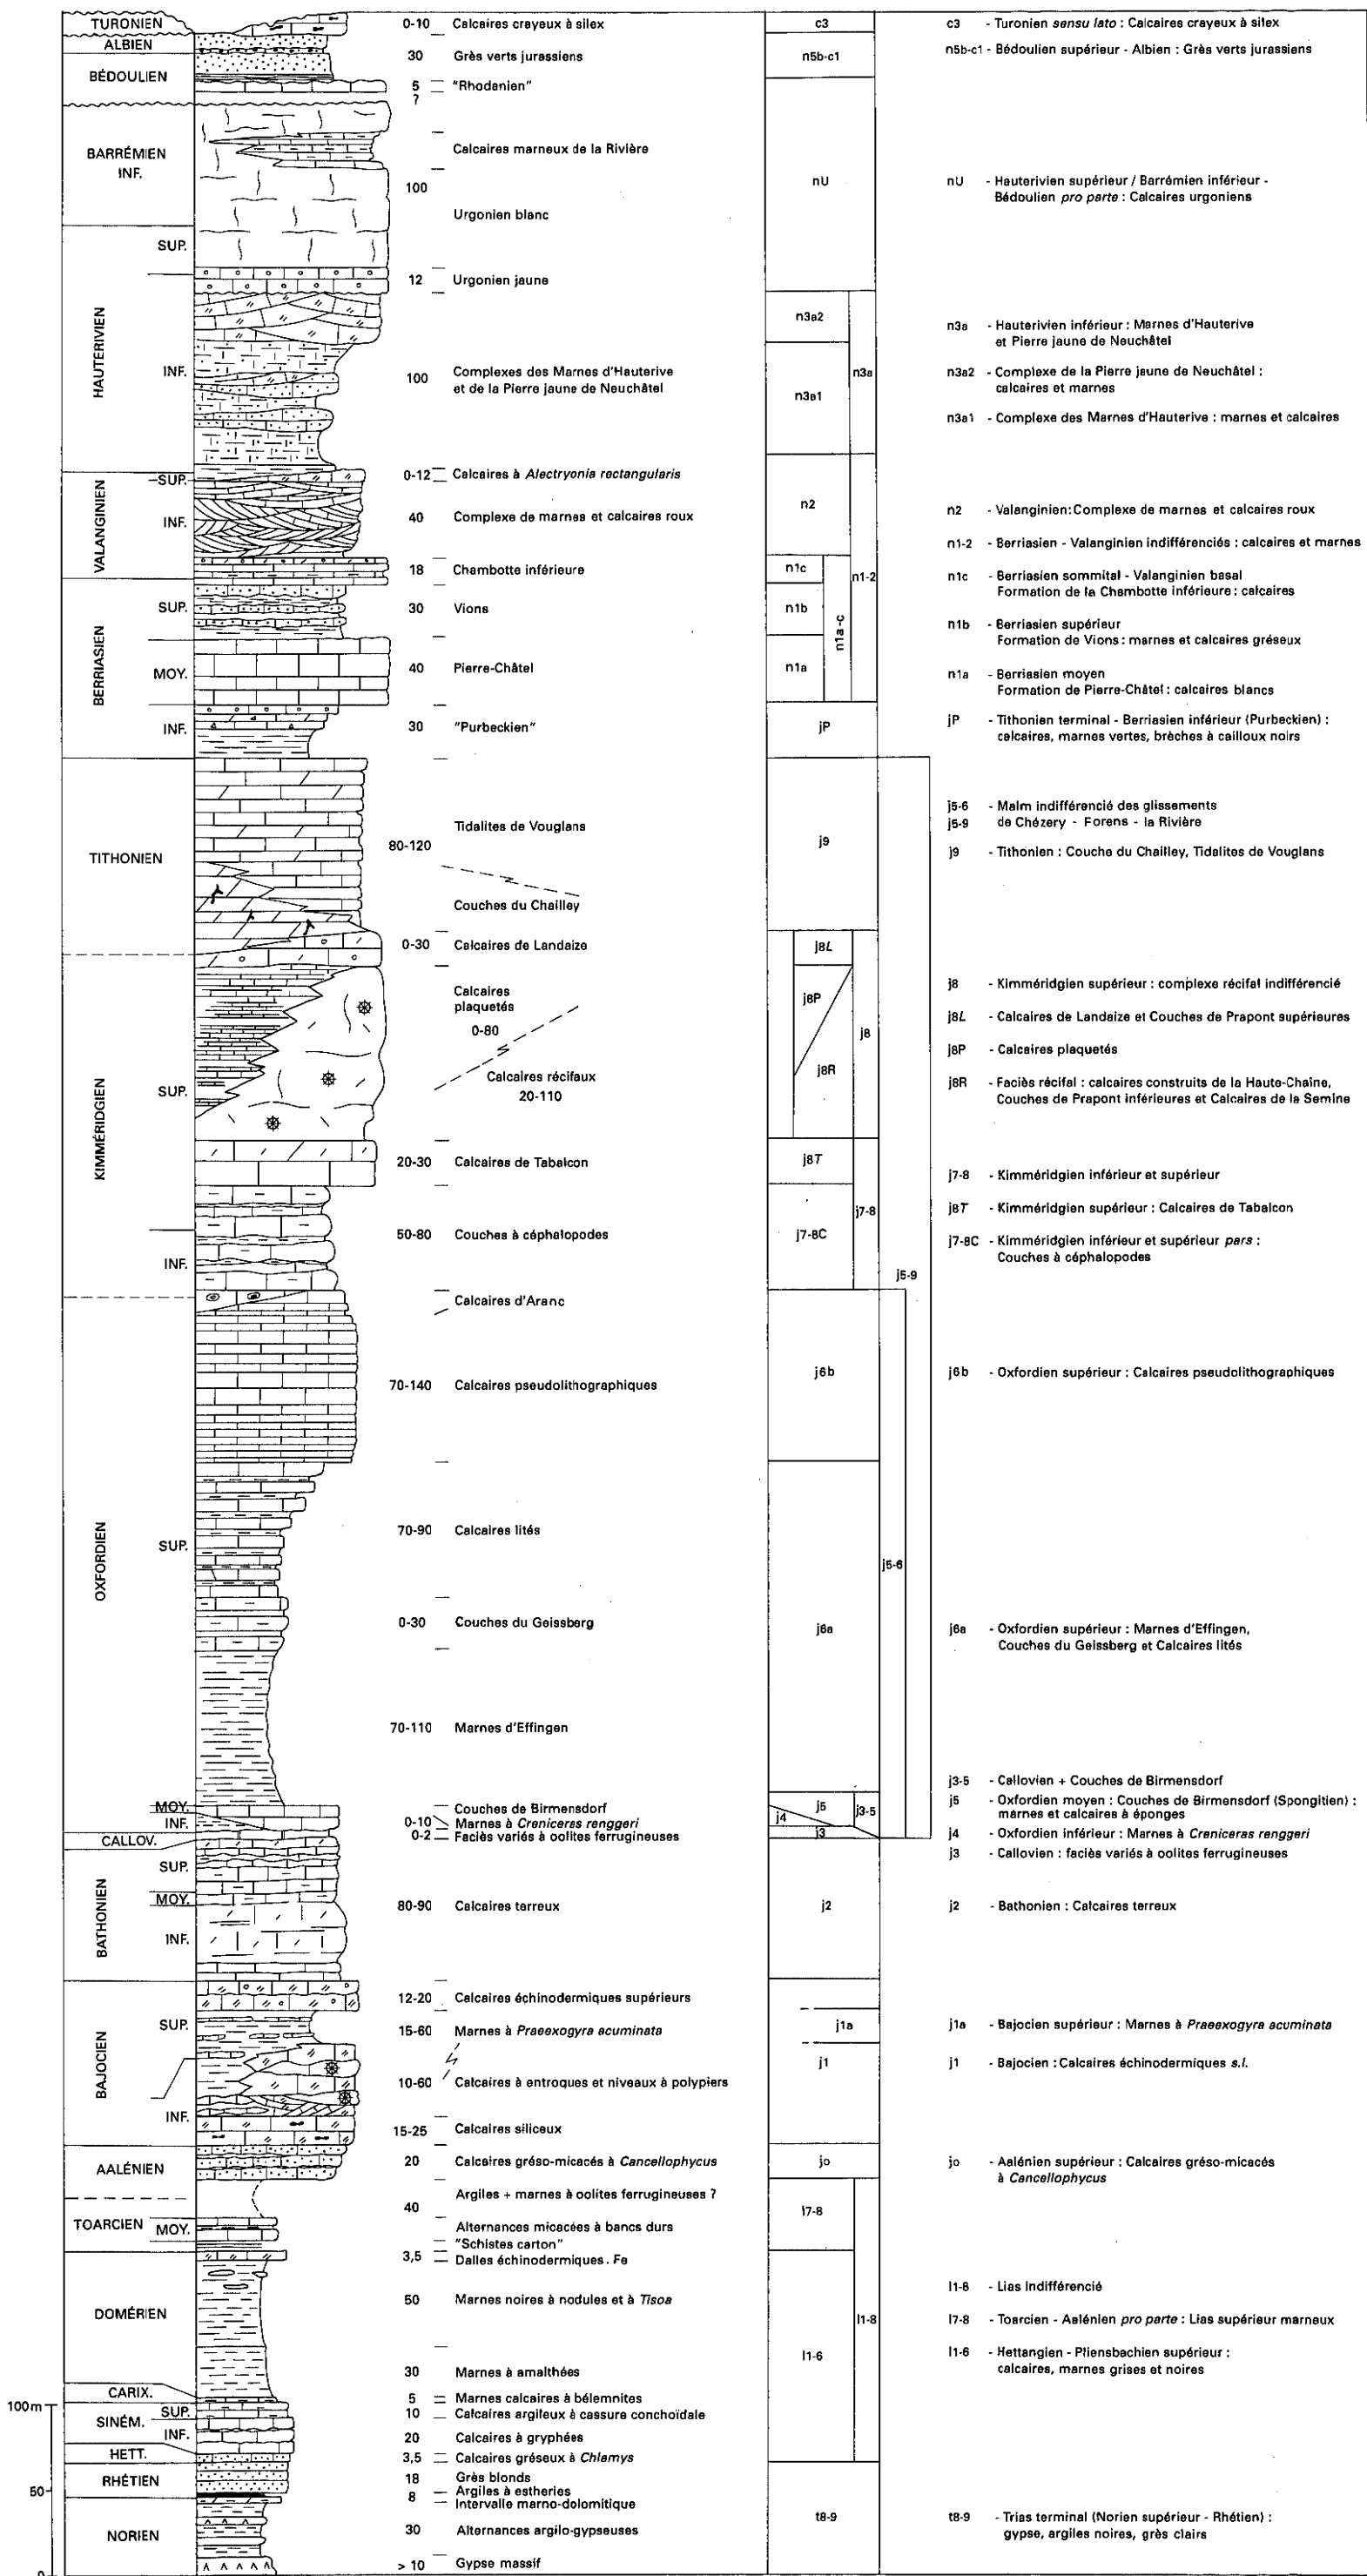 TURONIEN
ALBIEN
BÉDOULIEN
BARRÉMIEN
INF.
HAUTERIVIEN
SUP.
INF.
VALANGINIEN
SUP.
INF.
BERRIASIEN
SUP.
MOY.
INF.
TITHONIEN
KIMMÉRIDGIEN
SUP.
INF.
OXFORDIEN
SUP.
MOY.
INF.
CALLOV.
BATHONIEN
SUP.
MOY.
INF.
BAJOCIEN
SUP.
INF.
AALÉNIEN
TOARCIEN
MOY.
DOMÉRIEN
CARIX.
SINÉM.
SUP.
INF.
HETT.
RHÉTIEN
NORIEN
100m
50
0
0-10 Calcaires crayeux à silex
30 Grès verts jurassiens
5 "Rhodanien"
?
Calcaires marneux de la Rivière
100
Urgonien blanc
12 Urgonien jaune
100 Complexes des Marnes d'Hauterive
et de la Pierre jaune de Neuchâtel
0-12 Calcaires à Alectryonia rectangularis
40 Complexe de marnes et calcaires roux
18 Chambotte inférieure
30 Vions
40 Pierre-Châtel
30 "Purbeckien"
Tidalites de Vouglans
80-120
Couches du Chailley
0-30 Calcaires de Landaize
Calcaires
plaquetés
0-80
Calcaires récifaux
20-110
20-30 Calcaires de Tabalcon
50-80 Couches à céphalopodes
Calcaires d'Aranc
70-140 Calcaires pseudolithographiques
70-90 Calcaires lités
0-30 Couches du Geissberg
70-110 Marnes d'Effingen
Couches de Birmensdorf
0-10 Marnes à Creniceras renggeri
0-2 Faciès variés à oolites ferrugineuses
80-90 Calcaires terreux
12-20 Calcaires échinodermiques supérieurs
15-60 Marnes à Praeexogyra acuminata
10-60 Calcaires à entroques et niveaux à polypiers
15-25 Calcaires siliceux
20 Calcaires gréso-micacés à Cancellophycus
Argiles + marnes à oolites ferrugineuses ?
40
Alternances micacées à bancs durs
"Schistes carton"
3,5 Dalles échinodermiques. Fe
50 Marnes noires à nodules et à Tisoa
30 Marnes à amalthées
5 Marnes calcaires à bélemnites
10 Calcaires argileux à cassure conchoïdale
20 Calcaires à gryphées
3,5 Calcaires gréseux à Chlamys
18 Grès blonds
Argiles à estheries
8
Intervalle marno-dolomitique
30 Alternances argilo-gypseuses
> 10 Gypse massif
c3
n5b-c1
nU
n3a2
n3a
n3a1
n2
n1-2
n1c
n1b
n1a-c
n1a
jP
j9
j8L
j8P
j8
j8R
j8T
j7-8
j7-8C
j5-9
j6b
j5-6
j6a
j5
j3-5
j4
j3
j2
j1a
j1
jo
l7-8
l1-8
l1-6
t8-9
c3 - Turonien sensu lato : Calcaires crayeux à silex
n5b-c1 - Bédoulien supérieur - Albien : Grès verts jurassiens
nU - Hauterivien supérieur / Barrémien inférieur -
Bédoulien pro parte : Calcaires urgoniens
n3a - Hauterivien inférieur : Marnes d'Hauterive
et Pierre jaune de Neuchâtel
n3a2 - Complexe de la Pierre jaune de Neuchâtel :
calcaires et marnes
n3a1 - Complexe des Marnes d'Hauterive : marnes et calcaires
n2 - Valanginien: Complexe de marnes et calcaires roux
n1-2 - Berriasien - Valanginien indifférenciés : calcaires et marnes
n1c - Berriasien sommital - Valanginien basal
Formation de la Chambotte inférieure : calcaires
n1b - Berriasien supérieur
Formation de Vions : marnes et calcaires gréseux
n1a - Berriasien moyen
Formation de Pierre-Châtel : calcaires blancs
jP - Tithonien terminal - Berriasien inférieur (Purbeckien) :
calcaires, marnes vertes, brèches à cailloux noirs
j5-6 - Malm indifférencié des glissements
j5-9 de Chézery - Forens - la Rivière
j9 - Tithonien : Couche du Chailley, Tidalites de Vouglans
j8 - Kimméridgien supérieur : complexe récifal indifférencié
j8L - Calcaires de Landaize et Couches de Prapont supérieures
j8P - Calcaires plaquetés
j8R - Faciès récifal : calcaires construits de la Haute-Chaîne,
Couches de Prapont inférieures et Calcaires de la Semine
j7-8 - Kimméridgien inférieur et supérieur
j8T - Kimméridgien supérieur : Calcaires de Tabalcon
j7-8C - Kimméridgien inférieur et supérieur pars :
Couches à céphalopodes
j6b - Oxfordien supérieur : Calcaires pseudolithographiques
j6a - Oxfordien supérieur : Marnes d'Effingen,
Couches du Geissberg et Calcaires lités
j3-5 - Callovien + Couches de Birmensdorf
j5 - Oxfordien moyen : Couches de Birmensdorf (Spongitien) :
marnes et calcaires à éponges
j4 - Oxfordien inférieur : Marnes à Creniceras renggeri
j3 - Callovien : faciès variés à oolites ferrugineuses
j2 - Bathonien : Calcaires terreux
j1a - Bajocien supérieur : Marnes à Praeexogyra acuminata
j1 - Bajocien : Calcaires échinodermiques s.l.
jo - Aalénien supérieur : Calcaires gréso-micacés
à Cancellophycus
l1-8 - Lias Indifférencié
l7-8 - Toarcien - Aalénien pro parte : Lias supérieur marneux
l1-6 - Hettangien - Pliensbachien supérieur :
calcaires, marnes grises et noires
t8-9 - Trias terminal (Norien supérieur - Rhétien) :
gypse, argiles noires, grès clairs